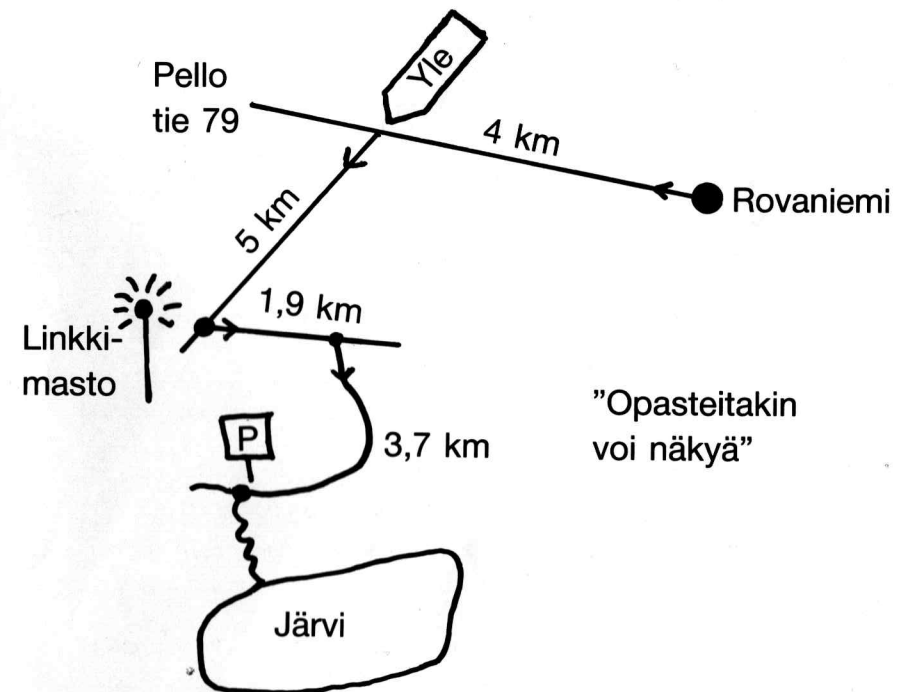 Yle
Pello
tie 79
4 km
Rovaniemi
5 km
1,9 km
Linkki-
masto
P
3,7 km
”Opasteitakin
voi näkyä”
Järvi